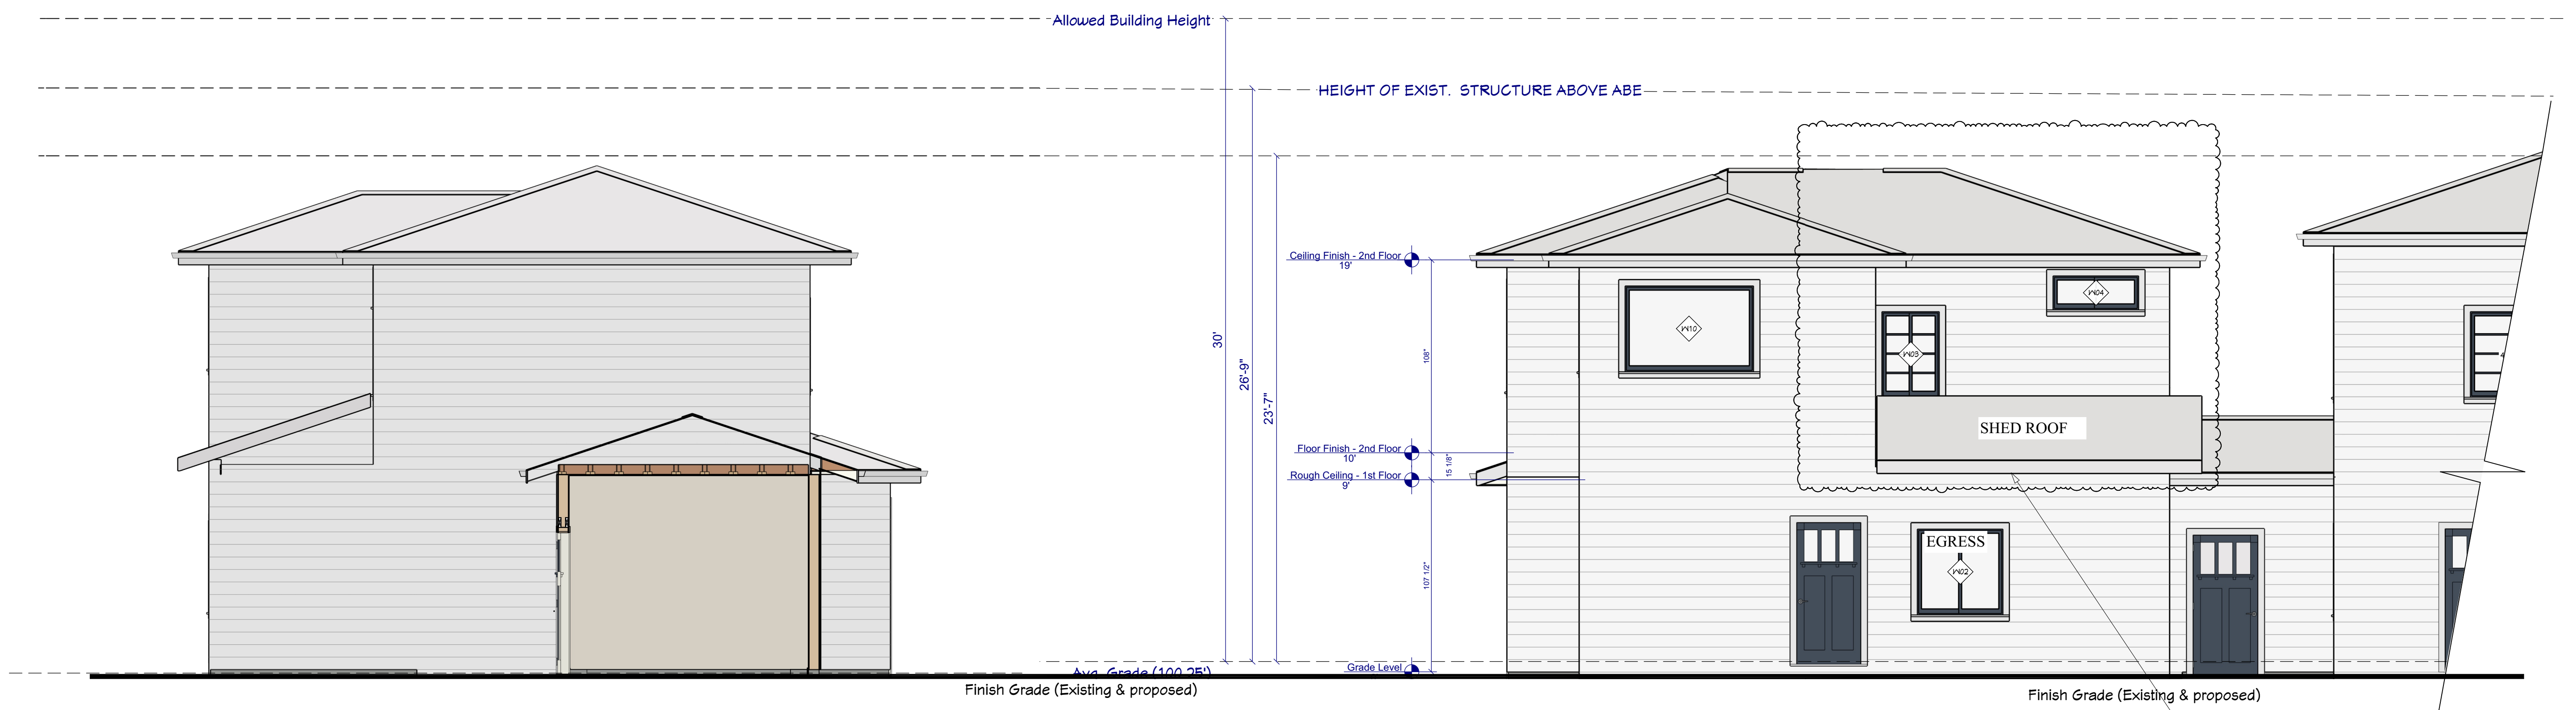 Allowed Building Height
HEIGHT OF EXIST. STRUCTURE ABOVE ABE
30'
26'-9"
23'-7"
Ceiling Finish - 2nd Floor
19'
108"
Floor Finish - 2nd Floor
10'
15 1/8"
Rough Ceiling - 1st Floor
9'
107 1/2"
Grade Level
W10
W03
W04
SHED ROOF
EGRESS
W02
Avg. Grade (100.25')
Finish Grade (Existing & proposed)
Finish Grade (Existing & proposed)